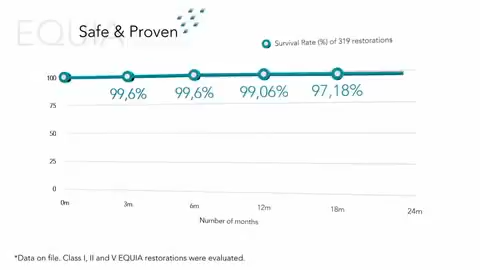 EQUIA
Safe & Proven
Survival Rate (%) of 319 restorations
100
99,6%
99,6%
99,06%
97,18%
75
50
25
0
0m
3m
6m
12m
18m
24m
Number of months
*Data on file. Class I, II and V EQUIA restorations were evaluated.